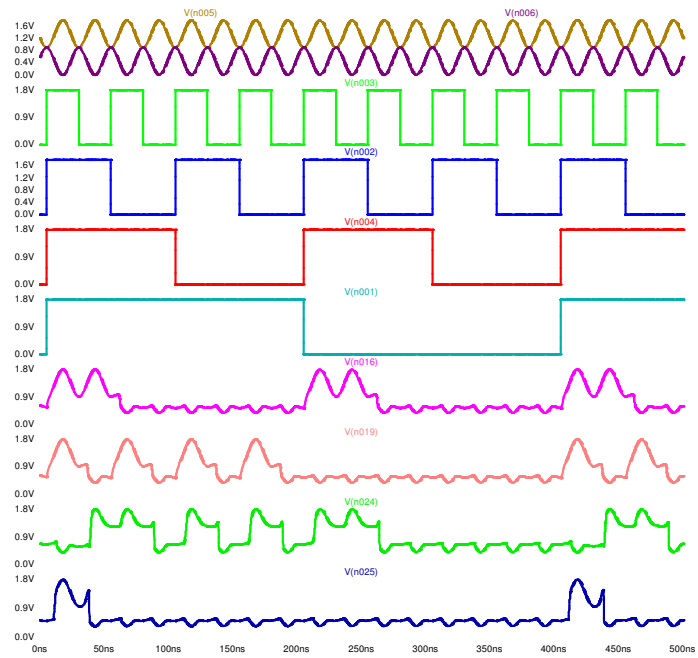 V(n005) V(n006)
1.6V
1.2V
0.8V
0.4V
0.0V
V(n003)
1.8V
0.9V
0.0V
V(n002)
1.6V
1.2V
0.8V
0.4V
0.0V
V(n004)
1.8V
0.9V
0.0V
V(n001)
1.8V
0.9V
0.0V
V(n016)
1.8V
0.9V
0.0V
V(n019)
1.8V
0.9V
0.0V
V(n024)
1.8V
0.9V
0.0V
V(n025)
1.8V
0.9V
0.0V
0ns 50ns 100ns 150ns 200ns 250ns 300ns 350ns 400ns 450ns 500ns